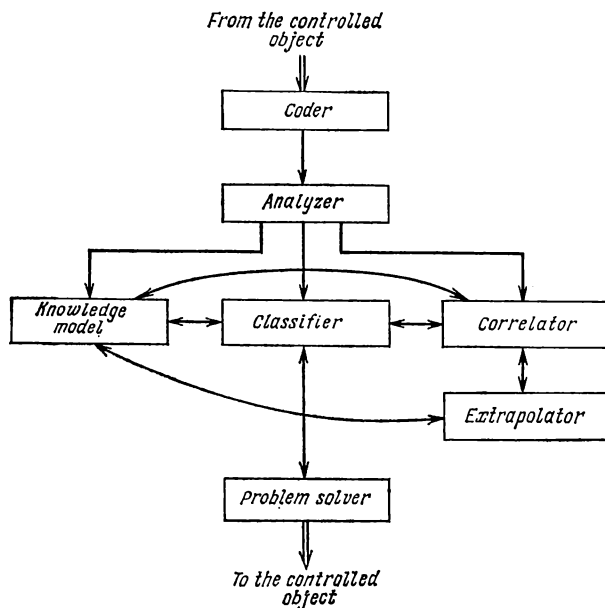 From the controlled
object
Coder
Analyzer
Knowledge
model
Classifier
Correlator
Extrapolator
Problem solver
To the controlled
object